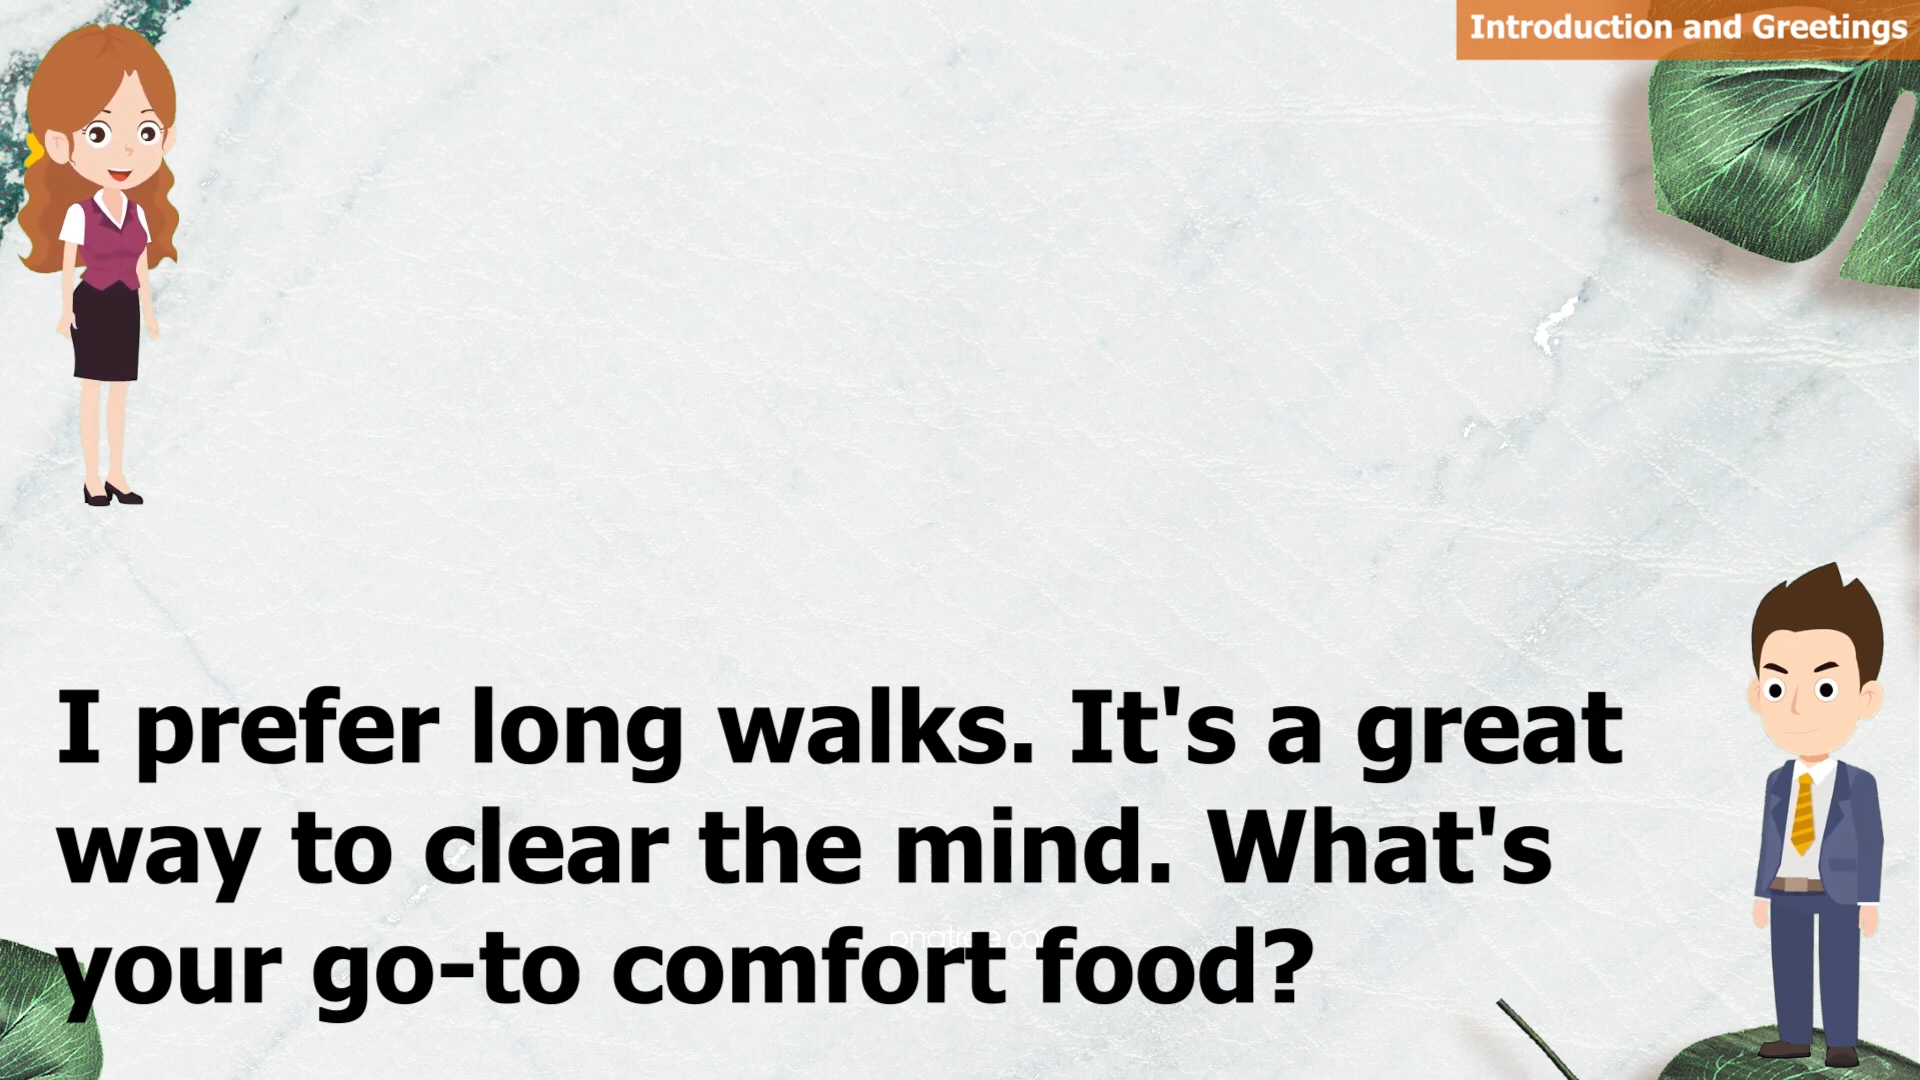 Introduction and Greetings
I prefer long walks. It's a great
way to clear the mind. What's
your go-to comfort food?